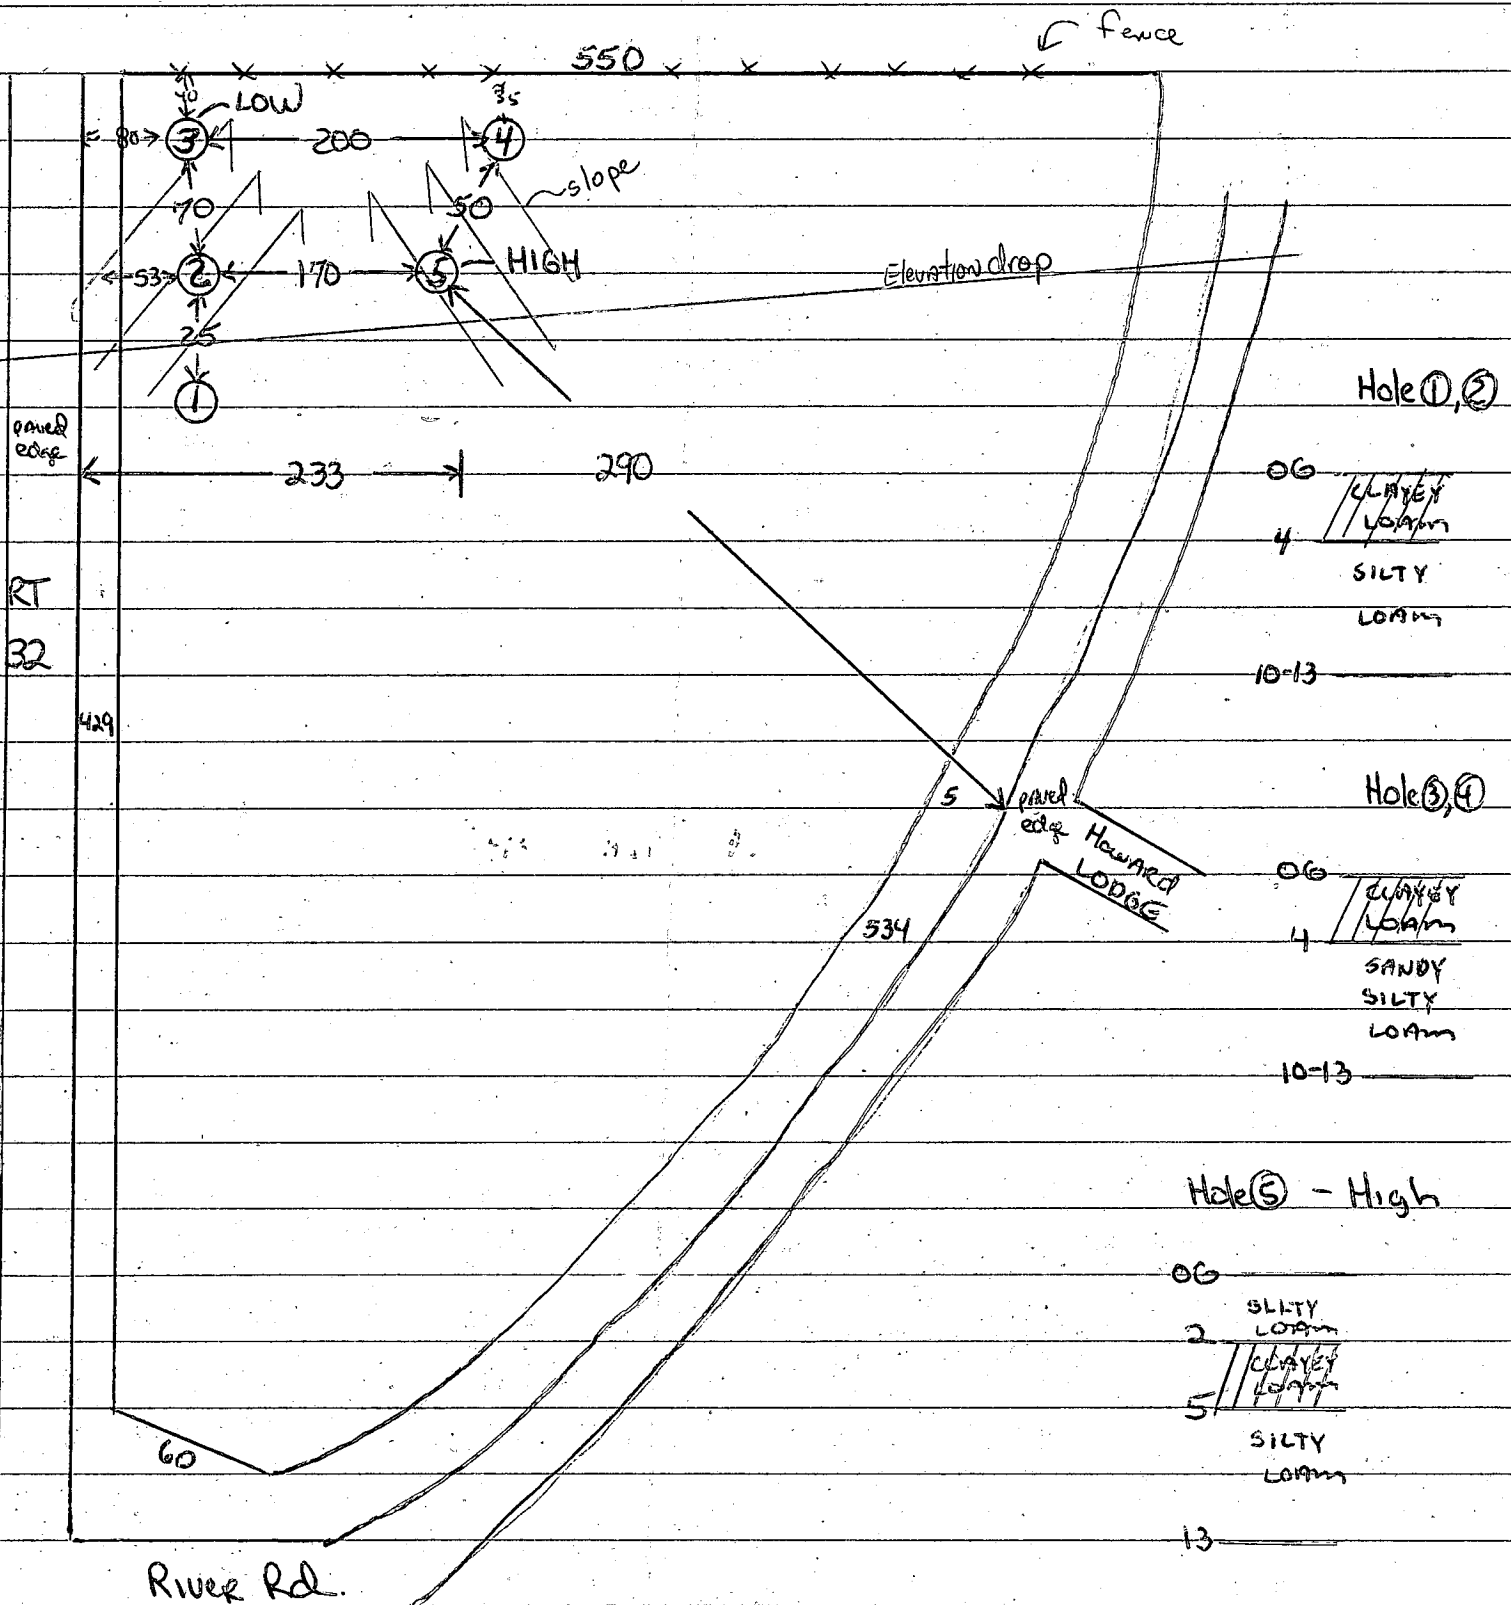 fence
550
40
35
LOW
80
3
200
4
slope
70
50
53
2
170
5
HIGH
Elevation drop
25
1
Hole ①,②
paved
edge
233
290
OG
CLAYEY
LOAM
4
SILTY
LOAM
RT
32
10-13
429
Hole ③,④
5
paved
edge
HOWARD
LODGE
OG
CLAYEY
LOAM
534
4
SANDY
SILTY
LOAM
10-13
Hole ⑤ - High
OG
SILTY
LOAM
2
CLAYEY
LOAM
5
60
SILTY
LOAM
13
River Rd.